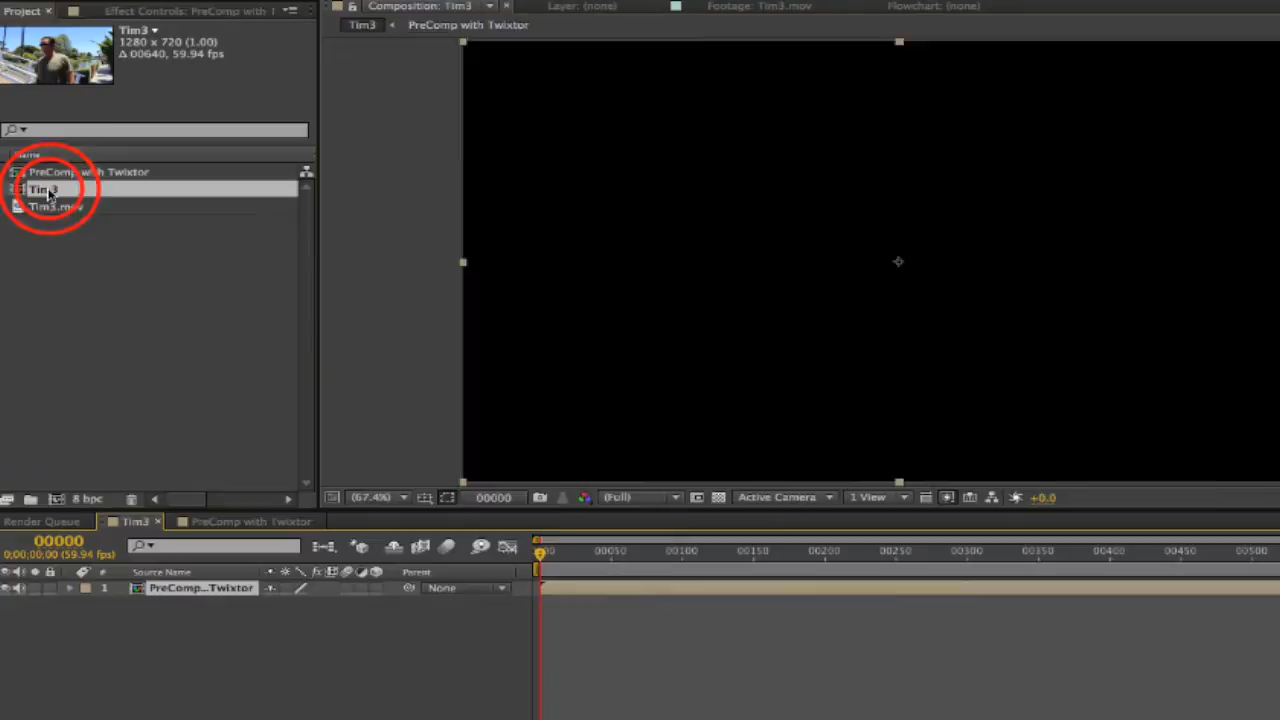 Project
Effect Controls: PreComp with
Composition: Tim3
Layer: (none)
Footage: Tim3.mov
Flowchart: (none)
Tim3
1280 x 720 (1.00)
Δ 00640, 59.94 fps
Tim3
PreComp with Twixtor
Name
PreComp with Twixtor
Tim3
Tim3.mov
8 bpc
(67.4%)
00000
(Full)
Active Camera
1 View
+0.0
Render Queue
Tim3
PreComp with Twixtor
00000
0;00;00;00 (59.94 fps)
00050
00100
00150
00200
00250
00300
00350
00400
00450
00500
#
Source Name
fx
Parent
1
PreComp...Twixtor
None